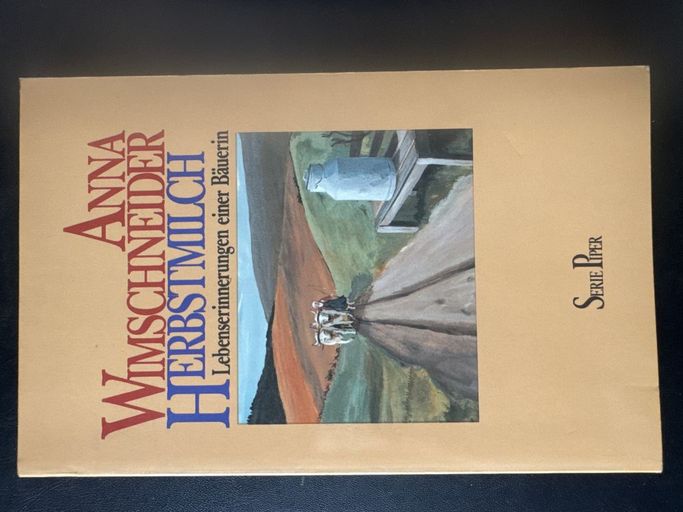 ANNA
WIMSCHNEIDER
HERBSTMILCH
Lebenserinnerungen einer Bäuerin
SERIE PIPER